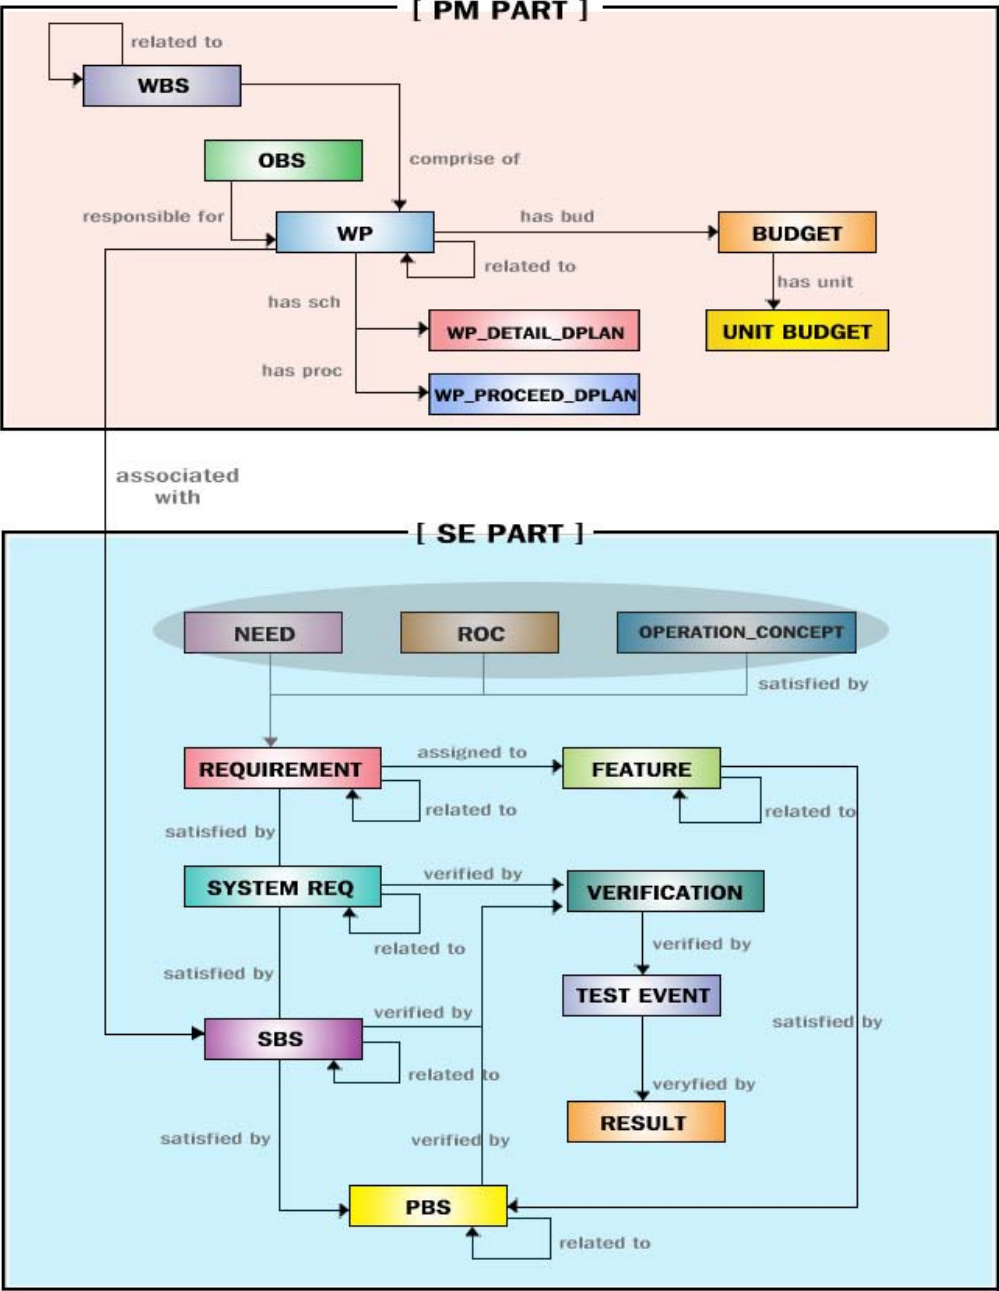 [ PM PART ]
related to
WBS
OBS
comprise of
responsible for
WP
has bud
BUDGET
related to
has unit
has sch
WP_DETAIL_DPLAN
UNIT BUDGET
has proc
WP_PROCEED_DPLAN
associated
with
[ SE PART ]
NEED
ROC
OPERATION_CONCEPT
satisfied by
REQUIREMENT
assigned to
FEATURE
related to
related to
satisfied by
SYSTEM REQ
verified by
VERIFICATION
related to
verified by
satisfied by
TEST EVENT
verified by
satisfied by
SBS
related to
veryfied by
RESULT
satisfied by
verified by
PBS
related to